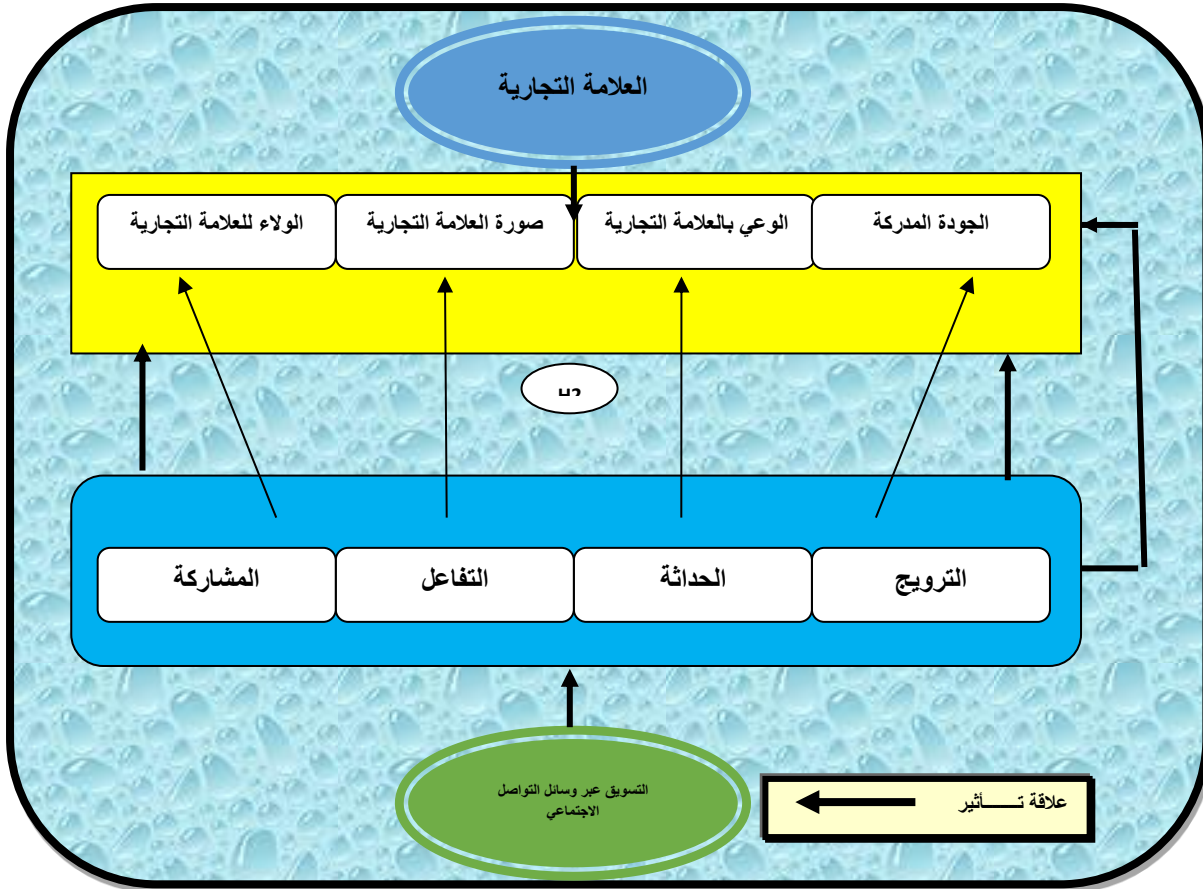 العلامة التجارية
الجودة المدركة
الوعي بالعلامة التجارية
صورة العلامة التجارية
الولاء للعلامة التجارية
H2
الترويج
الحداثة
التفاعل
المشاركة
التسويق عبر وسائل التواصل
الاجتماعي
علاقة تـــــأثير